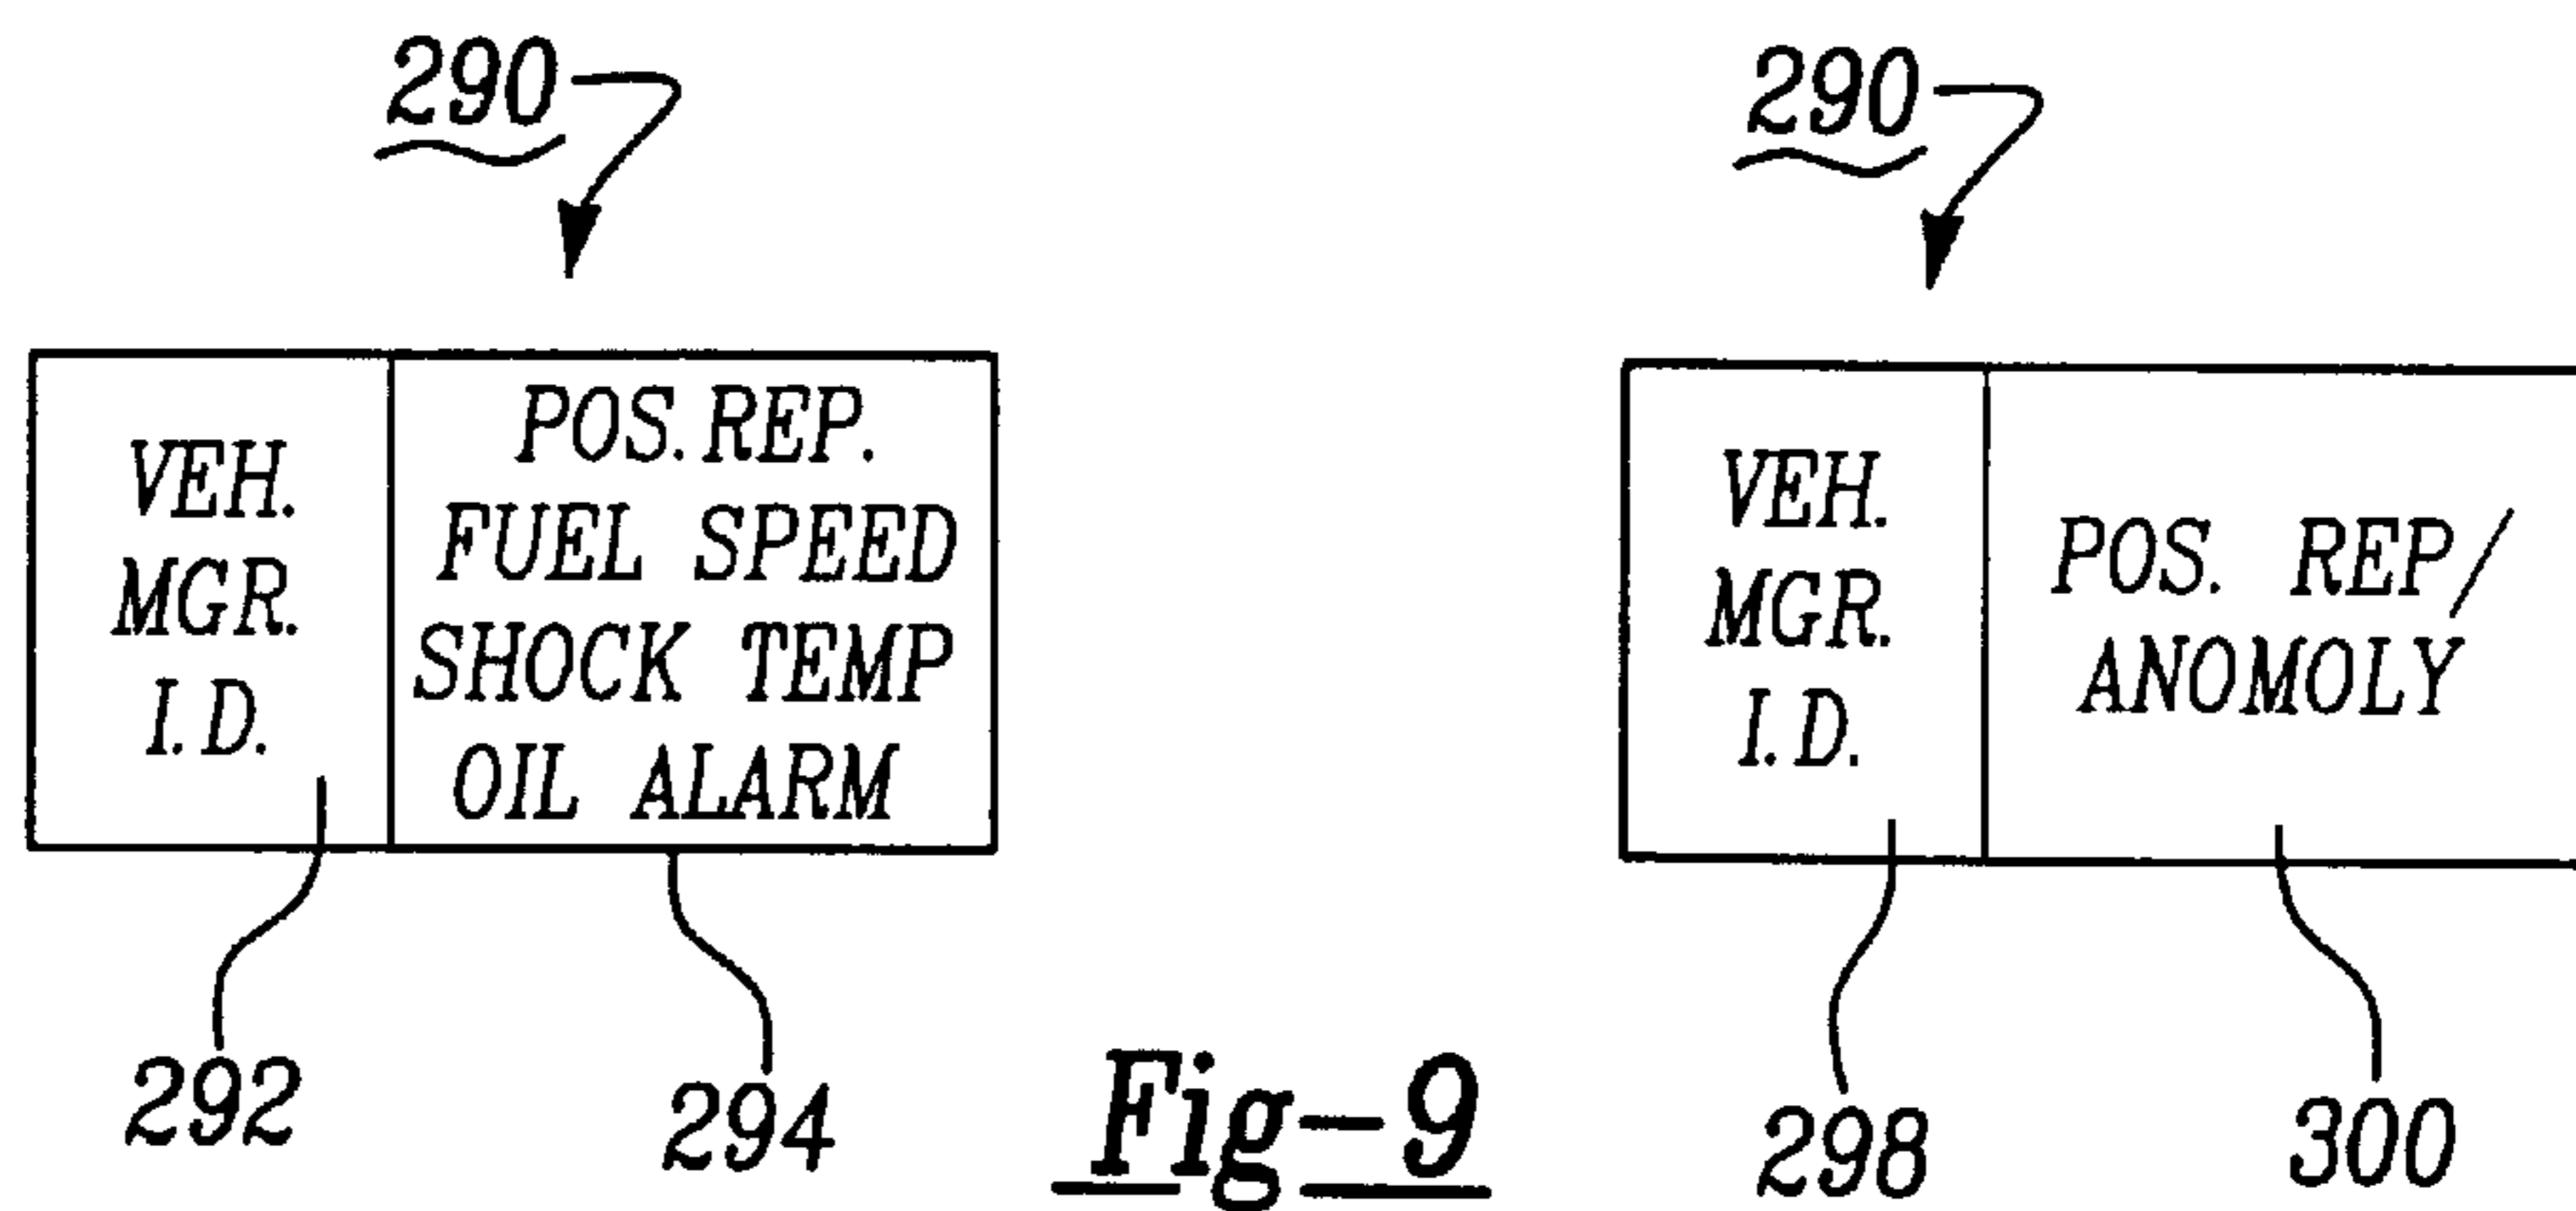 290
VEH.
MGR.
I.D.
POS. REP.
FUEL SPEED
SHOCK TEMP
OIL ALARM
292
294
290
VEH.
MGR.
I.D.
POS. REP/
ANOMOLY
298
300
Fig-9